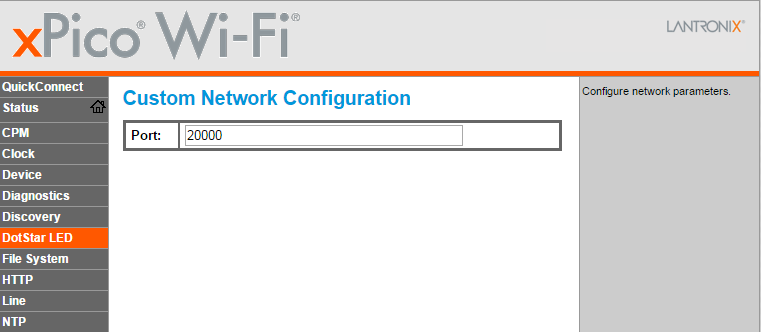 xPico® Wi-Fi®
LANTRONIX®
QuickConnect
Status
CPM
Clock
Device
Diagnostics
Discovery
DotStar LED
File System
HTTP
Line
NTP
Custom Network Configuration
Port: 20000
Configure network parameters.